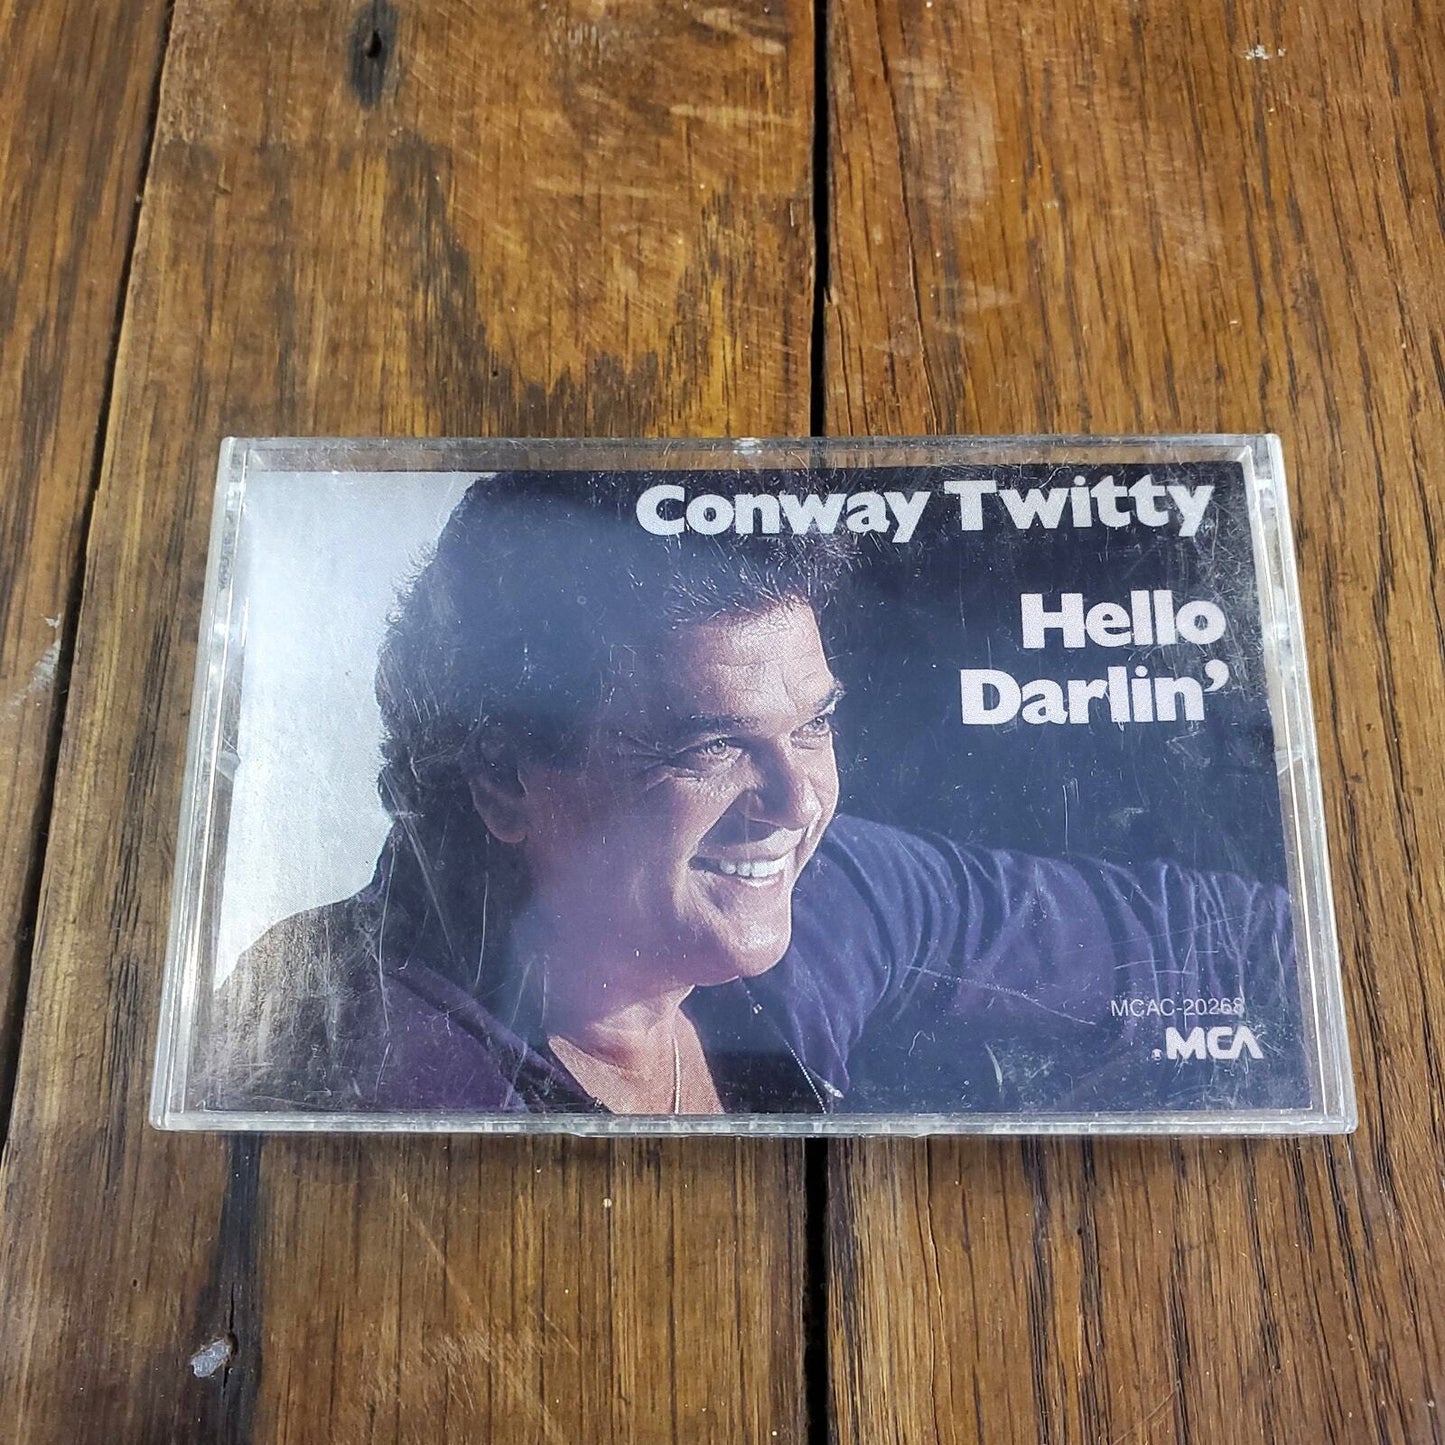 Conway Twitty
Hello
Darlin'
MCAC-20268
MCA